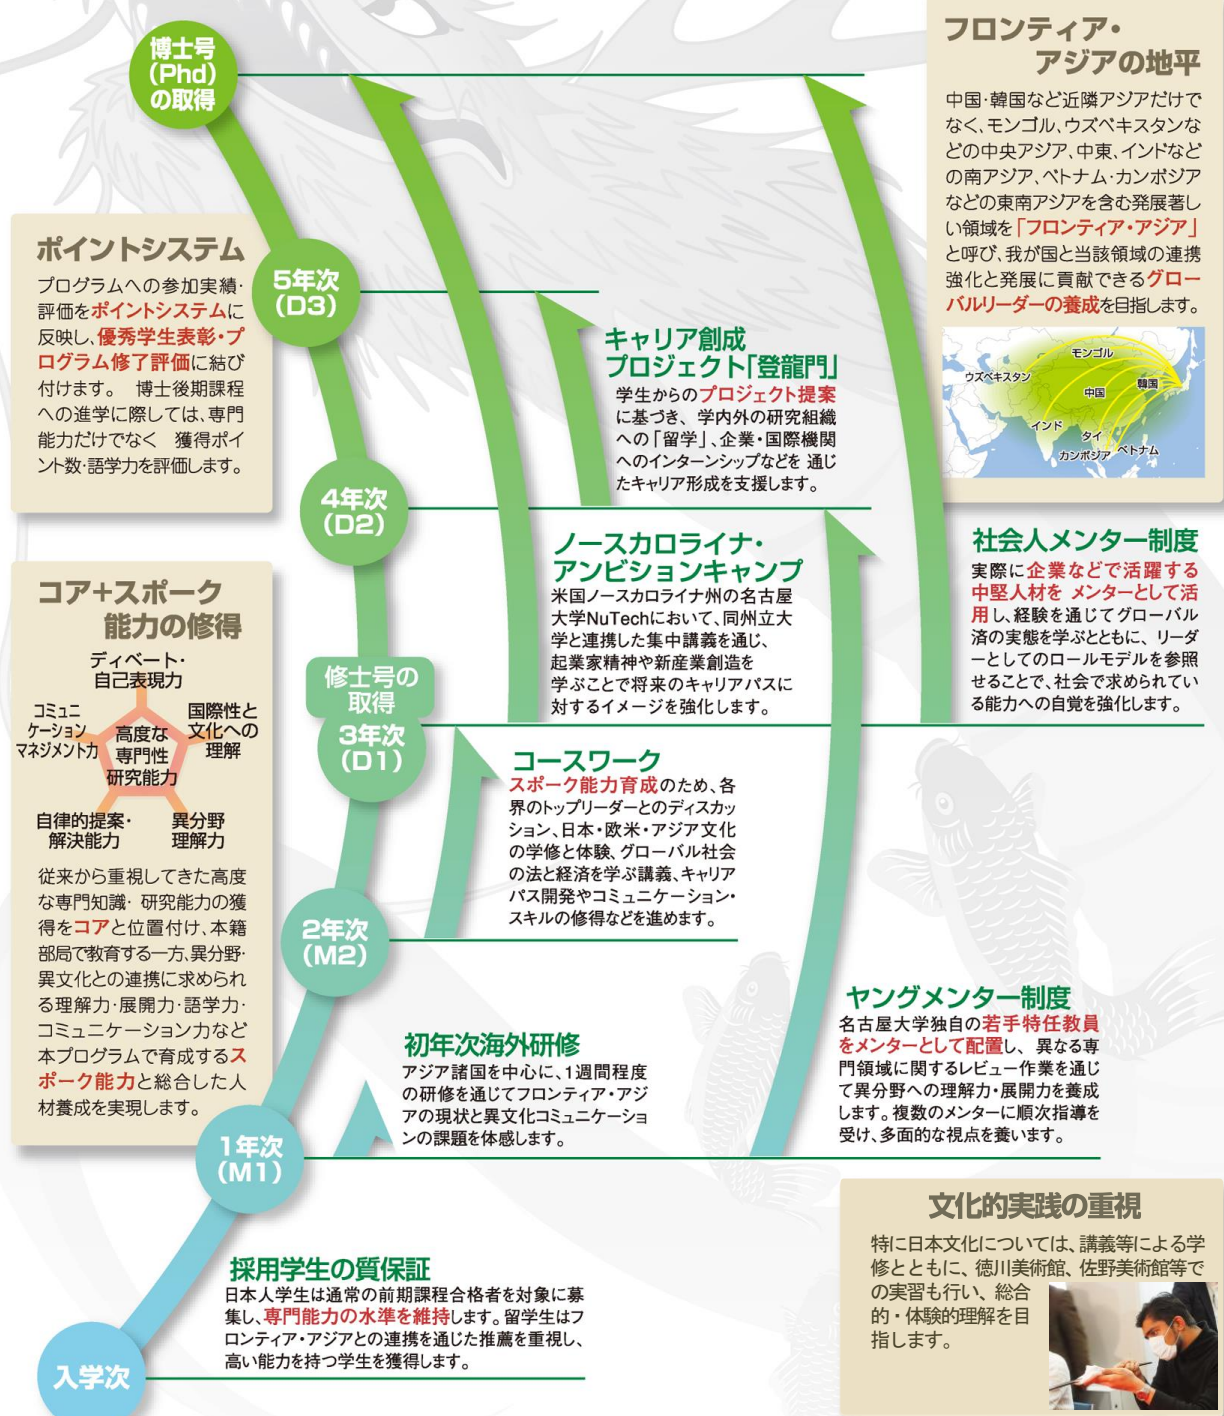 博士号
(Phd)
の取得
フロンティア・
アジアの地平
中国・韓国など近隣アジアだけで
なく、モンゴル、ウズベキスタンな
どの中央アジア、中東、インドなど
の南アジア、ベトナム・カンボジア
などの東南アジアを含む発展著し
い領域を「フロンティア・アジア」
と呼び、我が国と当該領域の連携
強化と発展に貢献できるグロー
バルリーダーの養成を目指します。
モンゴル
ウズベキスタン
韓国
中国
インド
タイ
カンボジア
ベトナム
ポイントシステム
プログラムへの参加実績・
評価をポイントシステムに
反映し、優秀学生表彰・プ
ログラム修了評価に結び
付けます。 博士後期課程
への進学に際しては、専門
能力だけでなく 獲得ポイ
ント数・語学力を評価します。
5年次
(D3)
キャリア創成
プロジェクト「登龍門」
学生からのプロジェクト提案
に基づき、学内外の研究組織
への「留学」、企業・国際機関
へのインターンシップなどを 通じ
たキャリア形成を支援します。
4年次
(D2)
ノースカロライナ・
アンビションキャンプ
米国ノースカロライナ州の名古屋
大学NuTechにおいて、同州立大
学と連携した集中講義を通じ、
起業家精神や新産業創造を
学ぶことで将来のキャリアパスに
対するイメージを強化します。
社会人メンター制度
実際に企業などで活躍する
中堅人材を メンターとして活
用し、経験を通じてグローバル
済の実態を学ぶとともに、リーダ
ーとしてのロールモデルを参照
せることで、社会で求められてい
る能力への自覚を強化します。
コア+スポーク
能力の修得
ディベート・
自己表現力
コミュニ
ケーション
マネジメント力
国際性と
文化への
理解
高度な
専門性
研究能力
自律的提案・
解決能力
異分野
理解力
従来から重視してきた高度
な専門知識・研究能力の獲
得をコアと位置付け、本籍
部局で教育する一方、異分野・
異文化との連携に求められ
る理解力・展開力・語学力・
コミュニケーション力など
本プログラムで育成するス
ポーク能力と総合した人
材養成を実現します。
修士号の
取得
3年次
(D1)
コースワーク
スポーク能力育成のため、各
界のトップリーダーとのディスカッ
ション、日本・欧米・アジア文化
の学修と体験、グローバル社会
の法と経済を学ぶ講義、キャリア
パス開発やコミュニケーション・
スキルの修得などを進めます。
2年次
(M2)
ヤングメンター制度
名古屋大学独自の若手特任教員
をメンターとして配置し、異なる専
門領域に関するレビュー作業を通じ
て異分野への理解力・展開力を養成
します。複数のメンターに順次指導を
受け、多面的な視点を養います。
初年次海外研修
アジア諸国を中心に、1週間程度
の研修を通じてフロンティア・アジ
アの現状と異文化コミュニケーショ
ンの課題を体感します。
1年次
(M1)
文化的実践の重視
特に日本文化については、講義等による学
修とともに、徳川美術館、佐野美術館等で
の実習も行い、総合
的・体験的理解を目
指します。
採用学生の質保証
日本人学生は通常の前期課程合格者を対象に募
集し、専門能力の水準を維持します。留学生はフ
ロンティア・アジアとの連携を通じた推薦を重視し、
高い能力を持つ学生を獲得します。
入学次